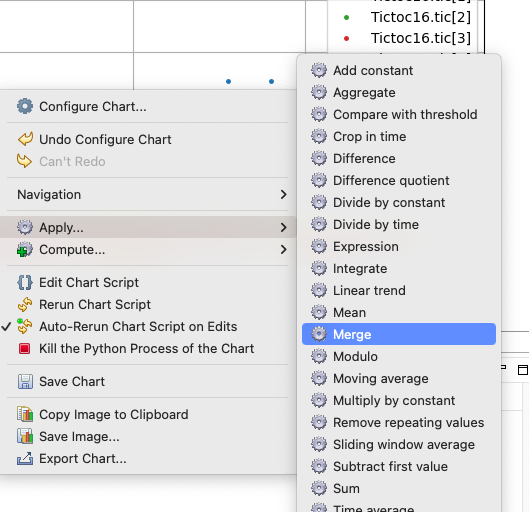 Tictoc16.tic[2]
Tictoc16.tic[3]
Configure Chart...
Undo Configure Chart
Can't Redo
Navigation
Apply...
Compute...
Edit Chart Script
Rerun Chart Script
Auto-Rerun Chart Script on Edits
Kill the Python Process of the Chart
Save Chart
Copy Image to Clipboard
Save Image...
Export Chart...
Add constant
Aggregate
Compare with threshold
Crop in time
Difference
Difference quotient
Divide by constant
Divide by time
Expression
Integrate
Linear trend
Mean
Merge
Modulo
Moving average
Multiply by constant
Remove repeating values
Sliding window average
Subtract first value
Sum
Time average